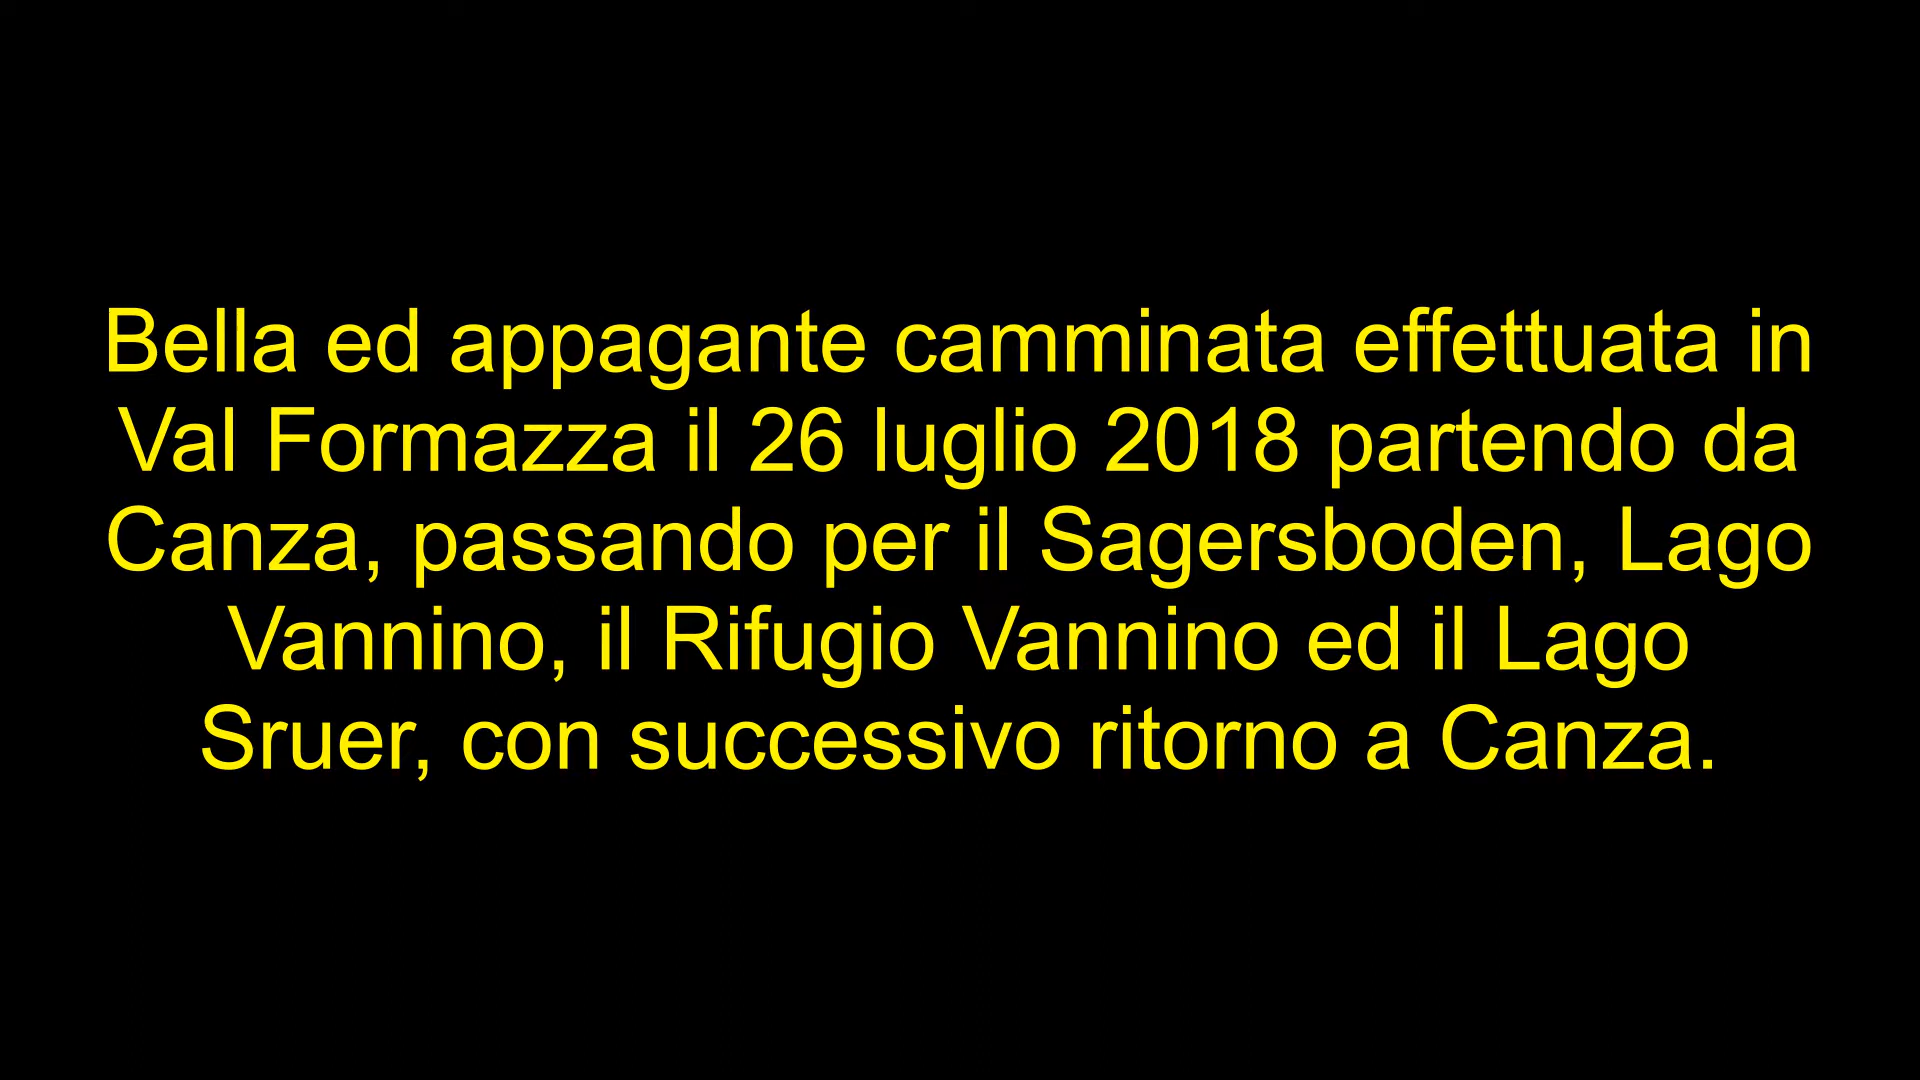 Bella ed appagante camminata effettuata in
Val Formazza il 26 luglio 2018 partendo da
Canza, passando per il Sagersboden, Lago
Vannino, il Rifugio Vannino ed il Lago
Sruer, con successivo ritorno a Canza.